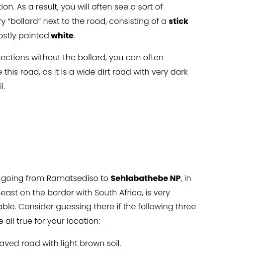 ion. As a result, you will often see a sort of
y "bollard" next to the road, consisting of a stick
ostly painted white.
ections without the bollard, you can often
this road, as it is a wide dirt road with very dark
l.
going from Ramatsediso to Sehlabathebe NP, in
east on the border with South Africa, is very
able. Consider guessing there if the following three
all true for your location:
aved road with light brown soil.